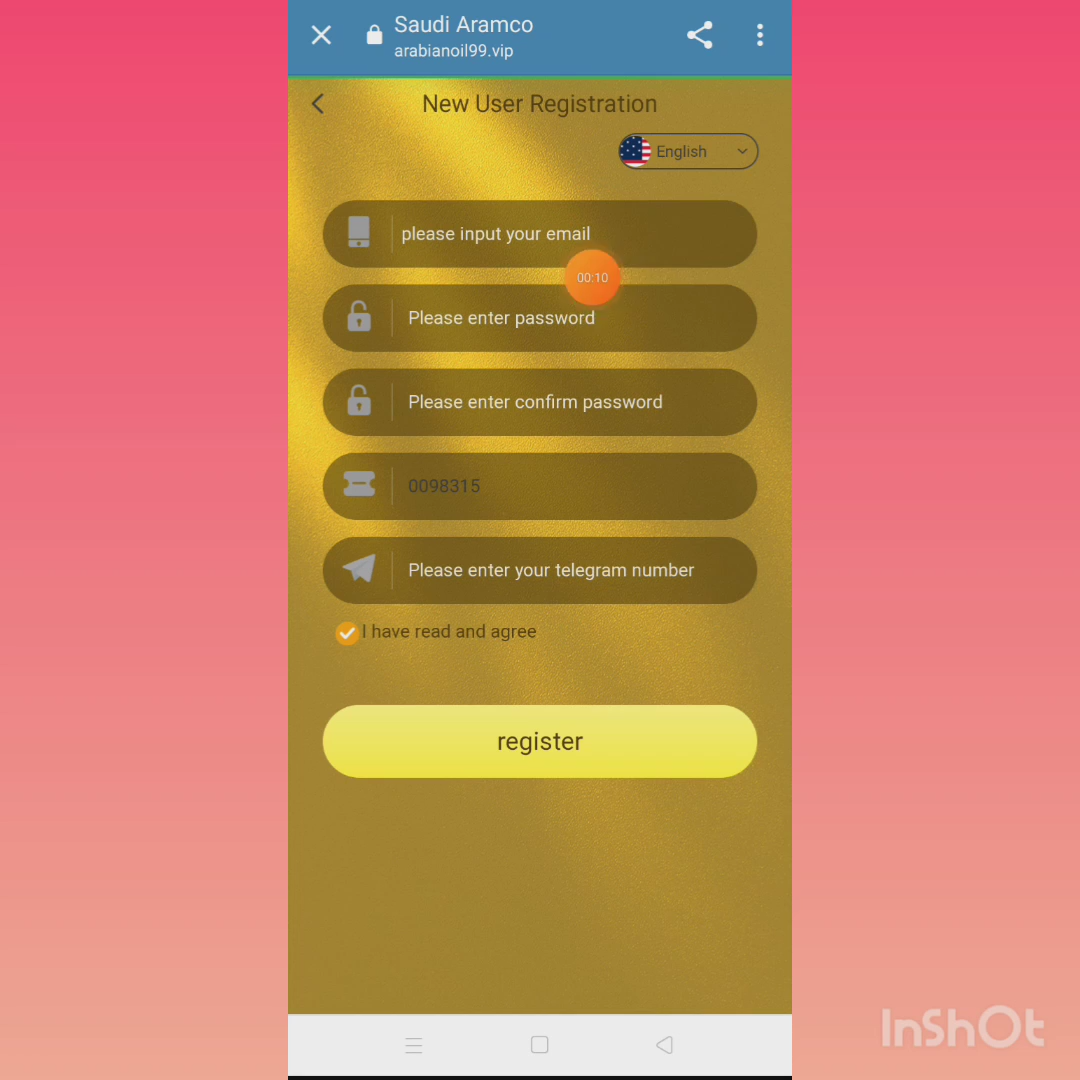 Saudi Aramco
arabianoil99.vip
New User Registration
English
please input your email
00:10
Please enter password
Please enter confirm password
0098315
Please enter your telegram number
I have read and agree
register
InShOt